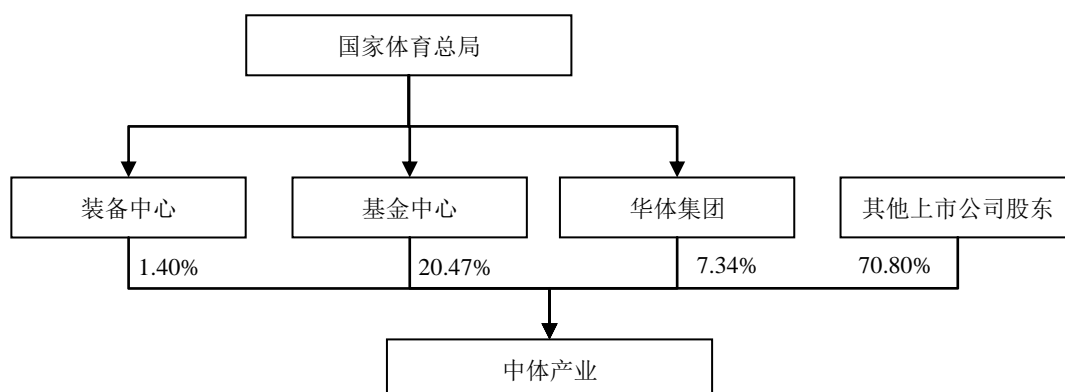 国家体育总局
装备中心
基金中心
华体集团
其他上市公司股东
1.40%
20.47%
7.34%
70.80%
中体产业